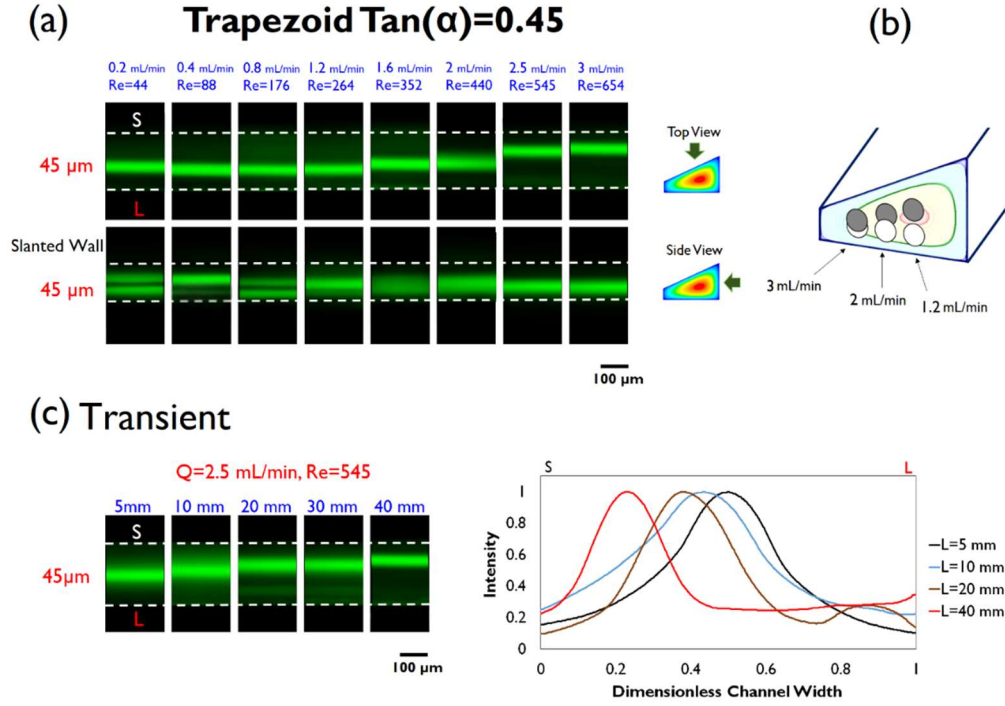 (a)
Trapezoid Tan(α)=0.45
(b)
0.2 mL/min 0.4 mL/min 0.8 mL/min 1.2 mL/min 1.6 mL/min 2 mL/min 2.5 mL/min 3 mL/min
Re=44 Re=88 Re=176 Re=264 Re=352 Re=440 Re=545 Re=654
S
45 µm
L
Top View
Slanted Wall
45 µm
Side View
100 µm
3 mL/min
2 mL/min
1.2 mL/min
(c) Transient
Q=2.5 mL/min, Re=545
5mm 10 mm 20 mm 30 mm 40 mm
S
45µm
L
100 µm
S
L
1
0.8
0.6
0.4
0.2
0
Intensity
0 0.2 0.4 0.6 0.8 1
Dimensionless Channel Width
L=5 mm
L=10 mm
L=20 mm
L=40 mm